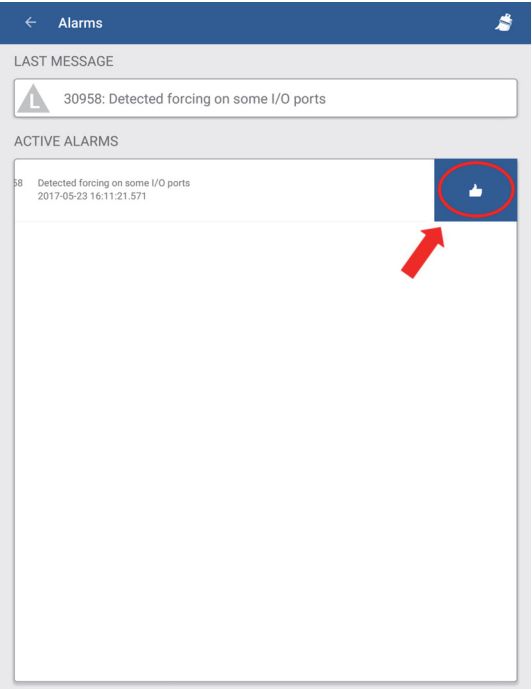 Alarms
LAST MESSAGE
L
30958: Detected forcing on some I/O ports
ACTIVE ALARMS
58 Detected forcing on some I/O ports
2017-05-23 16:11:21.571